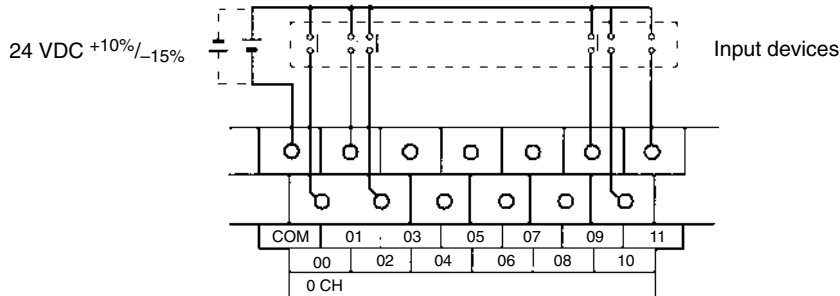 24 VDC +10%/–15%
Input devices
COM 01 03 05 07 09 11
00 02 04 06 08 10
0 CH